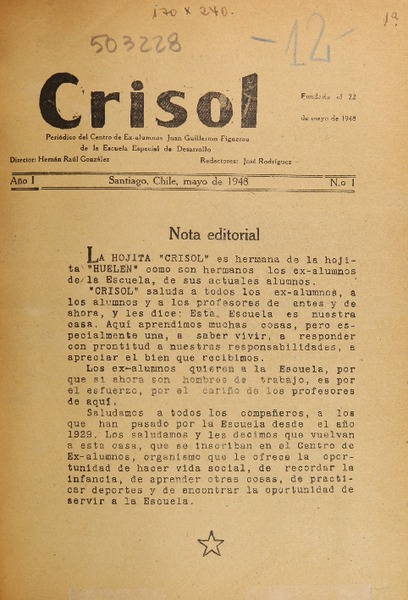 170 x 240.
1a
503228
-12-
Crisol
Fundado el 22
de mayo de 1948
Periódico del Centro de Ex-alumnos Juan Guillermo Figueroa
de la Escuela Especial de Desarrollo
Director: Hernán Raúl González
Redactores: José Rodríguez
Año I
Santiago, Chile, mayo de 1948
N.o 1
Nota editorial
LA HOJITA "CRISOL" es hermana de la hoji-
ta "HUELEN" como son hermanos los ex-alumnos
de la Escuela, de sus actuales alumnos.
"CRISOL" saluda a todos los ex-alumnos, a
los alumnos y a los profesores de antes y de
ahora, y les dice: Esta Escuela es nuestra
casa. Aquí aprendimos muchas cosas, pero es-
pecialmente una, a saber vivir, a responder
con prontitud a nuestras responsabilidades, a
apreciar el bien que recibimos.
Los ex-alumnos quieren a la Escuela, por
que si ahora son hombres de trabajo, es por
el esfuerzo, por el cariño de los profesores
de aquí.
Saludamos a todos los compañeros, a los
que han pasado por la Escuela desde el año
1929. Los saludamos y les decimos que vuelvan
a esta casa, que se inscriban en el Centro de
Ex-alumnos, organismo que le ofrece la opor-
tunidad de hacer vida social, de recordar la
infancia, de aprender otras cosas, de practi-
car deportes y de encontrar la oportunidad de
servir a la Escuela.